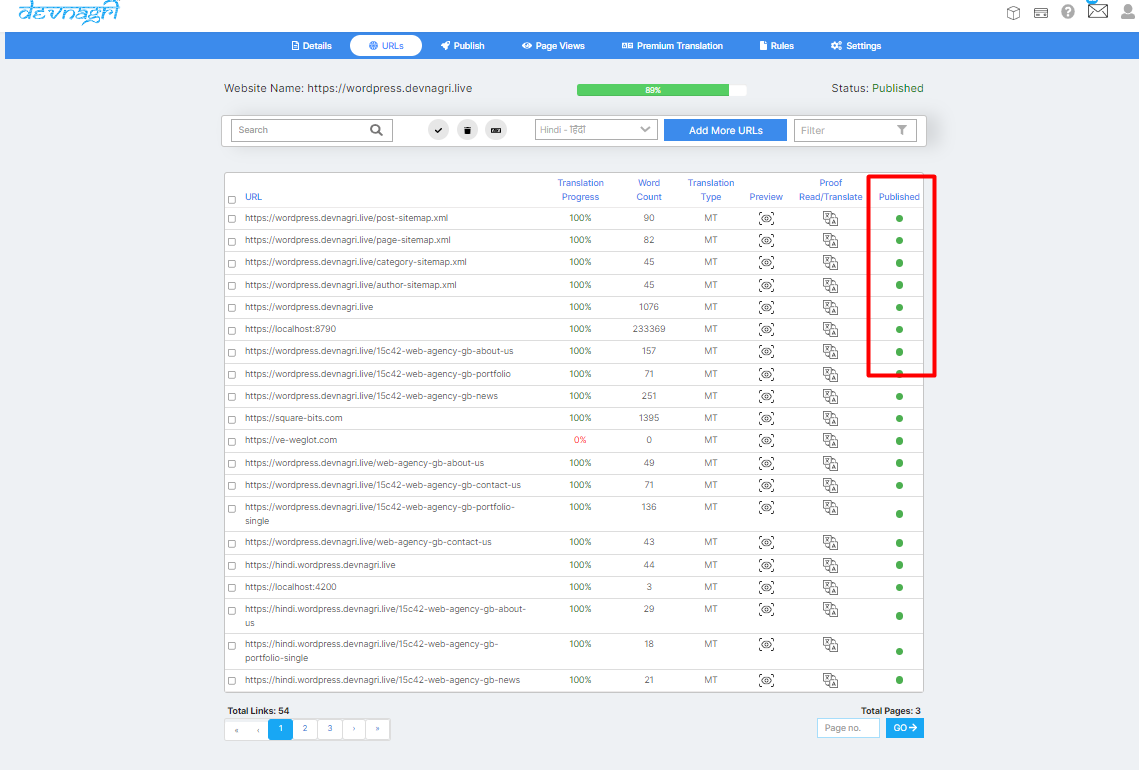 devnagri
Details URLs Publish Page Views Premium Translation Rules Settings
Website Name: https://wordpress.devnagri.live 89% Status: Published
Search Hindi - हिंदी Add More URLs Filter
URL Translation Progress Word Count Translation Type Preview Proof Read/Translate Published
https://wordpress.devnagri.live/post-sitemap.xml 100% 90 MT
https://wordpress.devnagri.live/page-sitemap.xml 100% 82 MT
https://wordpress.devnagri.live/category-sitemap.xml 100% 45 MT
https://wordpress.devnagri.live/author-sitemap.xml 100% 45 MT
https://wordpress.devnagri.live 100% 1076 MT
https://localhost:8790 100% 233369 MT
https://wordpress.devnagri.live/15c42-web-agency-gb-about-us 100% 157 MT
https://wordpress.devnagri.live/15c42-web-agency-gb-portfolio 100% 71 MT
https://wordpress.devnagri.live/15c42-web-agency-gb-news 100% 251 MT
https://square-bits.com 100% 1395 MT
https://ve-weglot.com 0% 0 MT
https://wordpress.devnagri.live/web-agency-gb-about-us 100% 49 MT
https://wordpress.devnagri.live/15c42-web-agency-gb-contact-us 100% 71 MT
https://wordpress.devnagri.live/15c42-web-agency-gb-portfolio- 100% 136 MT
single
https://wordpress.devnagri.live/web-agency-gb-contact-us 100% 43 MT
https://hindi.wordpress.devnagri.live 100% 44 MT
https://localhost:4200 100% 3 MT
https://hindi.wordpress.devnagri.live/15c42-web-agency-gb-about- 100% 29 MT
us
https://hindi.wordpress.devnagri.live/15c42-web-agency-gb- 100% 18 MT
portfolio-single
https://hindi.wordpress.devnagri.live/15c42-web-agency-gb-news 100% 21 MT
Total Links: 54 Total Pages: 3
« ‹ 1 2 3 › » Page no. GO →